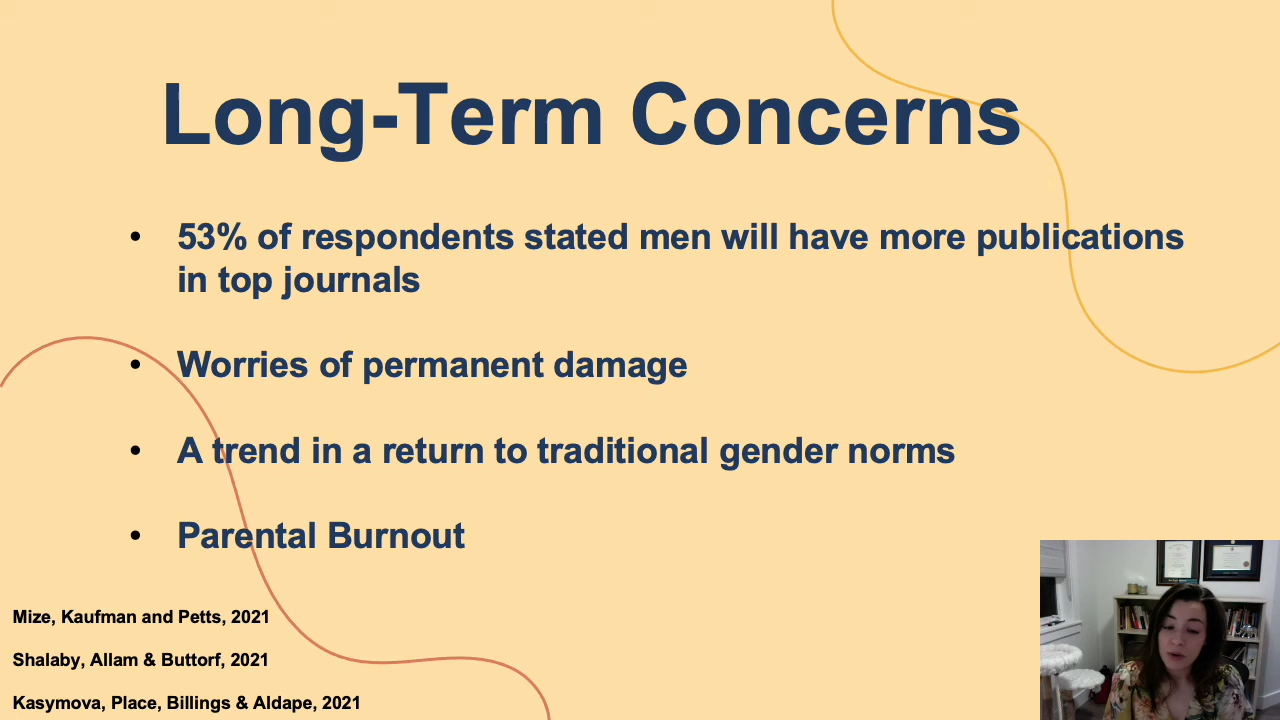 Long-Term Concerns
• 53% of respondents stated men will have more publications
in top journals
• Worries of permanent damage
• A trend in a return to traditional gender norms
• Parental Burnout
Mize, Kaufman and Petts, 2021
Shalaby, Allam & Buttorf, 2021
Kasymova, Place, Billings & Aldape, 2021